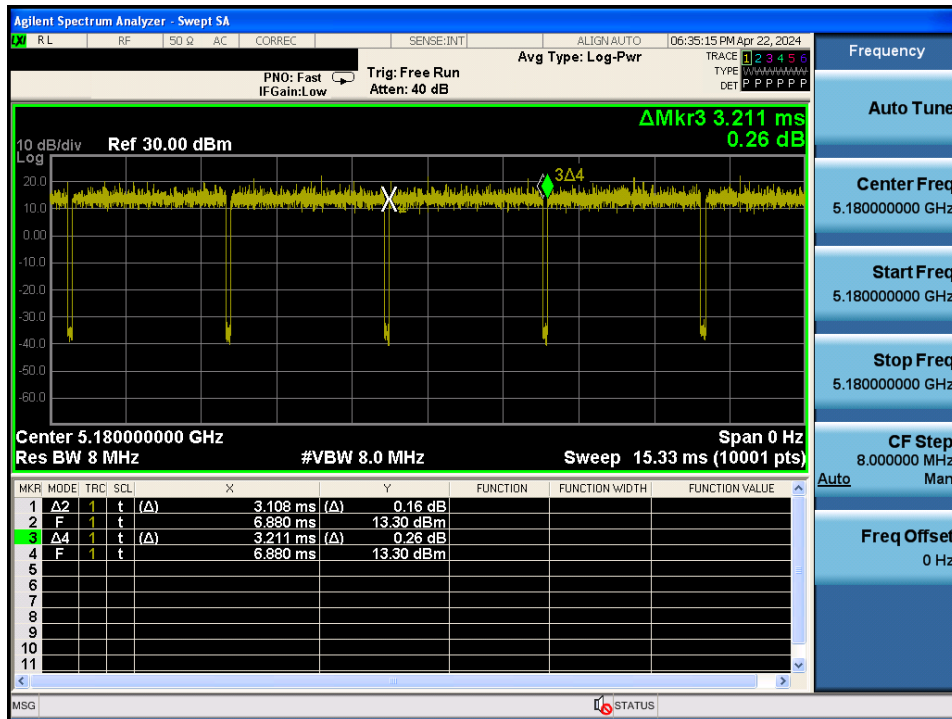 Agilent Spectrum Analyzer - Swept SA
LXI RL RF 50 Ω AC CORREC SENSE:INT ALIGN AUTO 06:35:15 PM Apr 22, 2024
Frequency
PNO: Fast
IFGain:Low
Trig: Free Run
Atten: 40 dB
Avg Type: Log-Pwr
TRACE 1 2 3 4 5 6
TYPE
DET P P P P P P
Auto Tune
ΔMkr3 3.211 ms
0.26 dB
10 dB/div
Log
Ref 30.00 dBm
3Δ4
20.0
10.0
0.00
-10.0
-20.0
-30.0
-40.0
-50.0
-60.0
X
Center Freq
5.180000000 GHz
Start Freq
5.180000000 GHz
Stop Freq
5.180000000 GHz
Center 5.180000000 GHz Span 0 Hz
Res BW 8 MHz #VBW 8.0 MHz Sweep 15.33 ms (10001 pts)
CF Step
8.000000 MHz
Auto Man
MKR MODE TRC SCL X Y FUNCTION FUNCTION WIDTH FUNCTION VALUE
1 Δ2 1 t (Δ) 3.108 ms (Δ) 0.16 dB
2 F 1 t 6.880 ms 13.30 dBm
3 Δ4 1 t (Δ) 3.211 ms (Δ) 0.26 dB
4 F 1 t 6.880 ms 13.30 dBm
5
6
7
8
9
10
11
Freq Offset
0 Hz
MSG STATUS